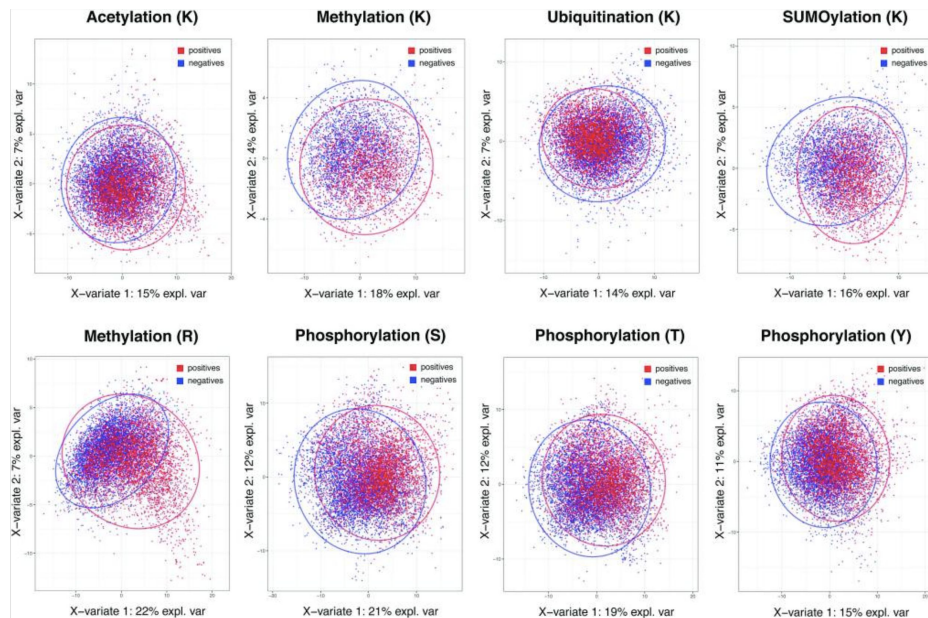 Acetylation (K)
Methylation (K)
Ubiquitination (K)
SUMOylation (K)
positives
negatives
positives
negatives
positives
negatives
positives
negatives
X-variate 2: 7% expl. var
X-variate 2: 4% expl. var
X-variate 2: 7% expl. var
X-variate 2: 7% expl. var
X-variate 1: 15% expl. var
X-variate 1: 18% expl. var
X-variate 1: 14% expl. var
X-variate 1: 16% expl. var
Methylation (R)
Phosphorylation (S)
Phosphorylation (T)
Phosphorylation (Y)
positives
negatives
positives
negatives
positives
negatives
positives
negatives
X-variate 2: 7% expl. var
X-variate 2: 12% expl. var
X-variate 2: 12% expl. var
X-variate 2: 11% expl. var
X-variate 1: 22% expl. var
X-variate 1: 21% expl. var
X-variate 1: 19% expl. var
X-variate 1: 15% expl. var